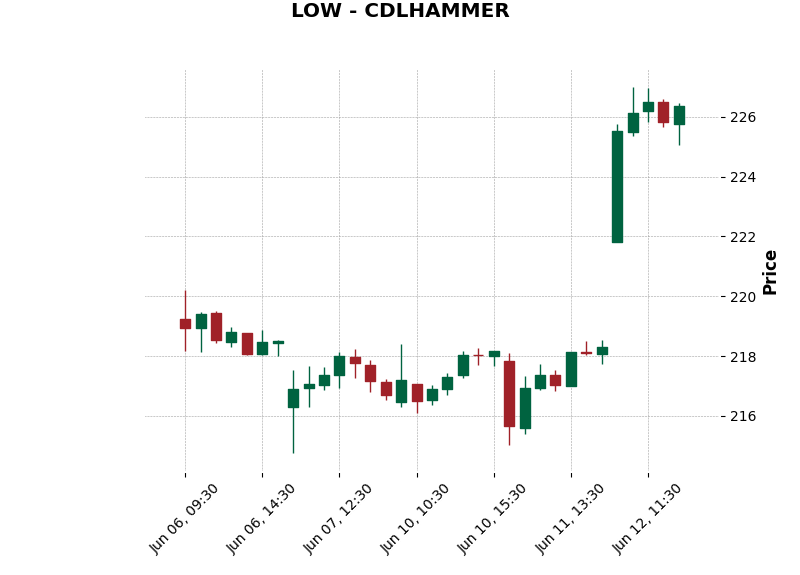 LOW - CDLHAMMER
226
224
222
220
218
216
Price
Jun 06, 09:30
Jun 06, 14:30
Jun 07, 12:30
Jun 10, 10:30
Jun 10, 15:30
Jun 11, 13:30
Jun 12, 11:30